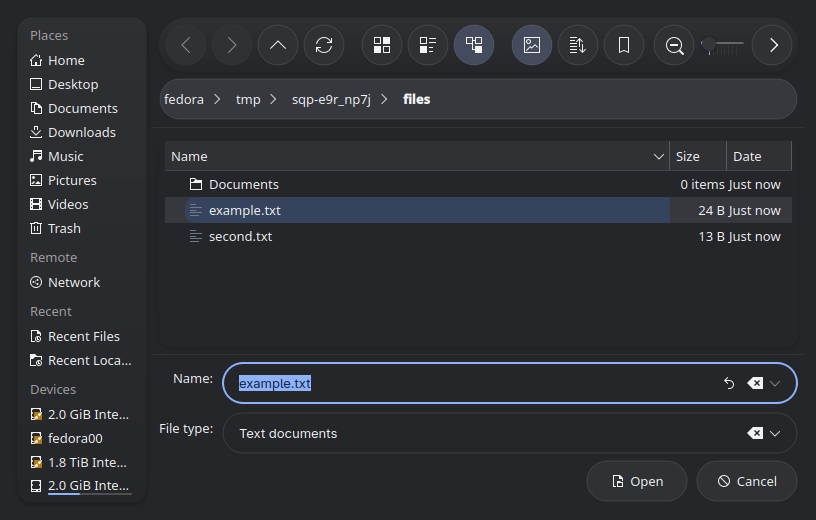 Places
Home
Desktop
Documents
Downloads
Music
Pictures
Videos
Trash
Remote
Network
Recent
Recent Files
Recent Loca...
Devices
2.0 GiB Inte...
fedora00
1.8 TiB Inte...
2.0 GiB Inte...
fedora tmp sqp-e9r_np7j files
Name Size Date
Documents 0 items Just now
example.txt 24 B Just now
second.txt 13 B Just now
Name: example.txt
File type: Text documents
Open Cancel